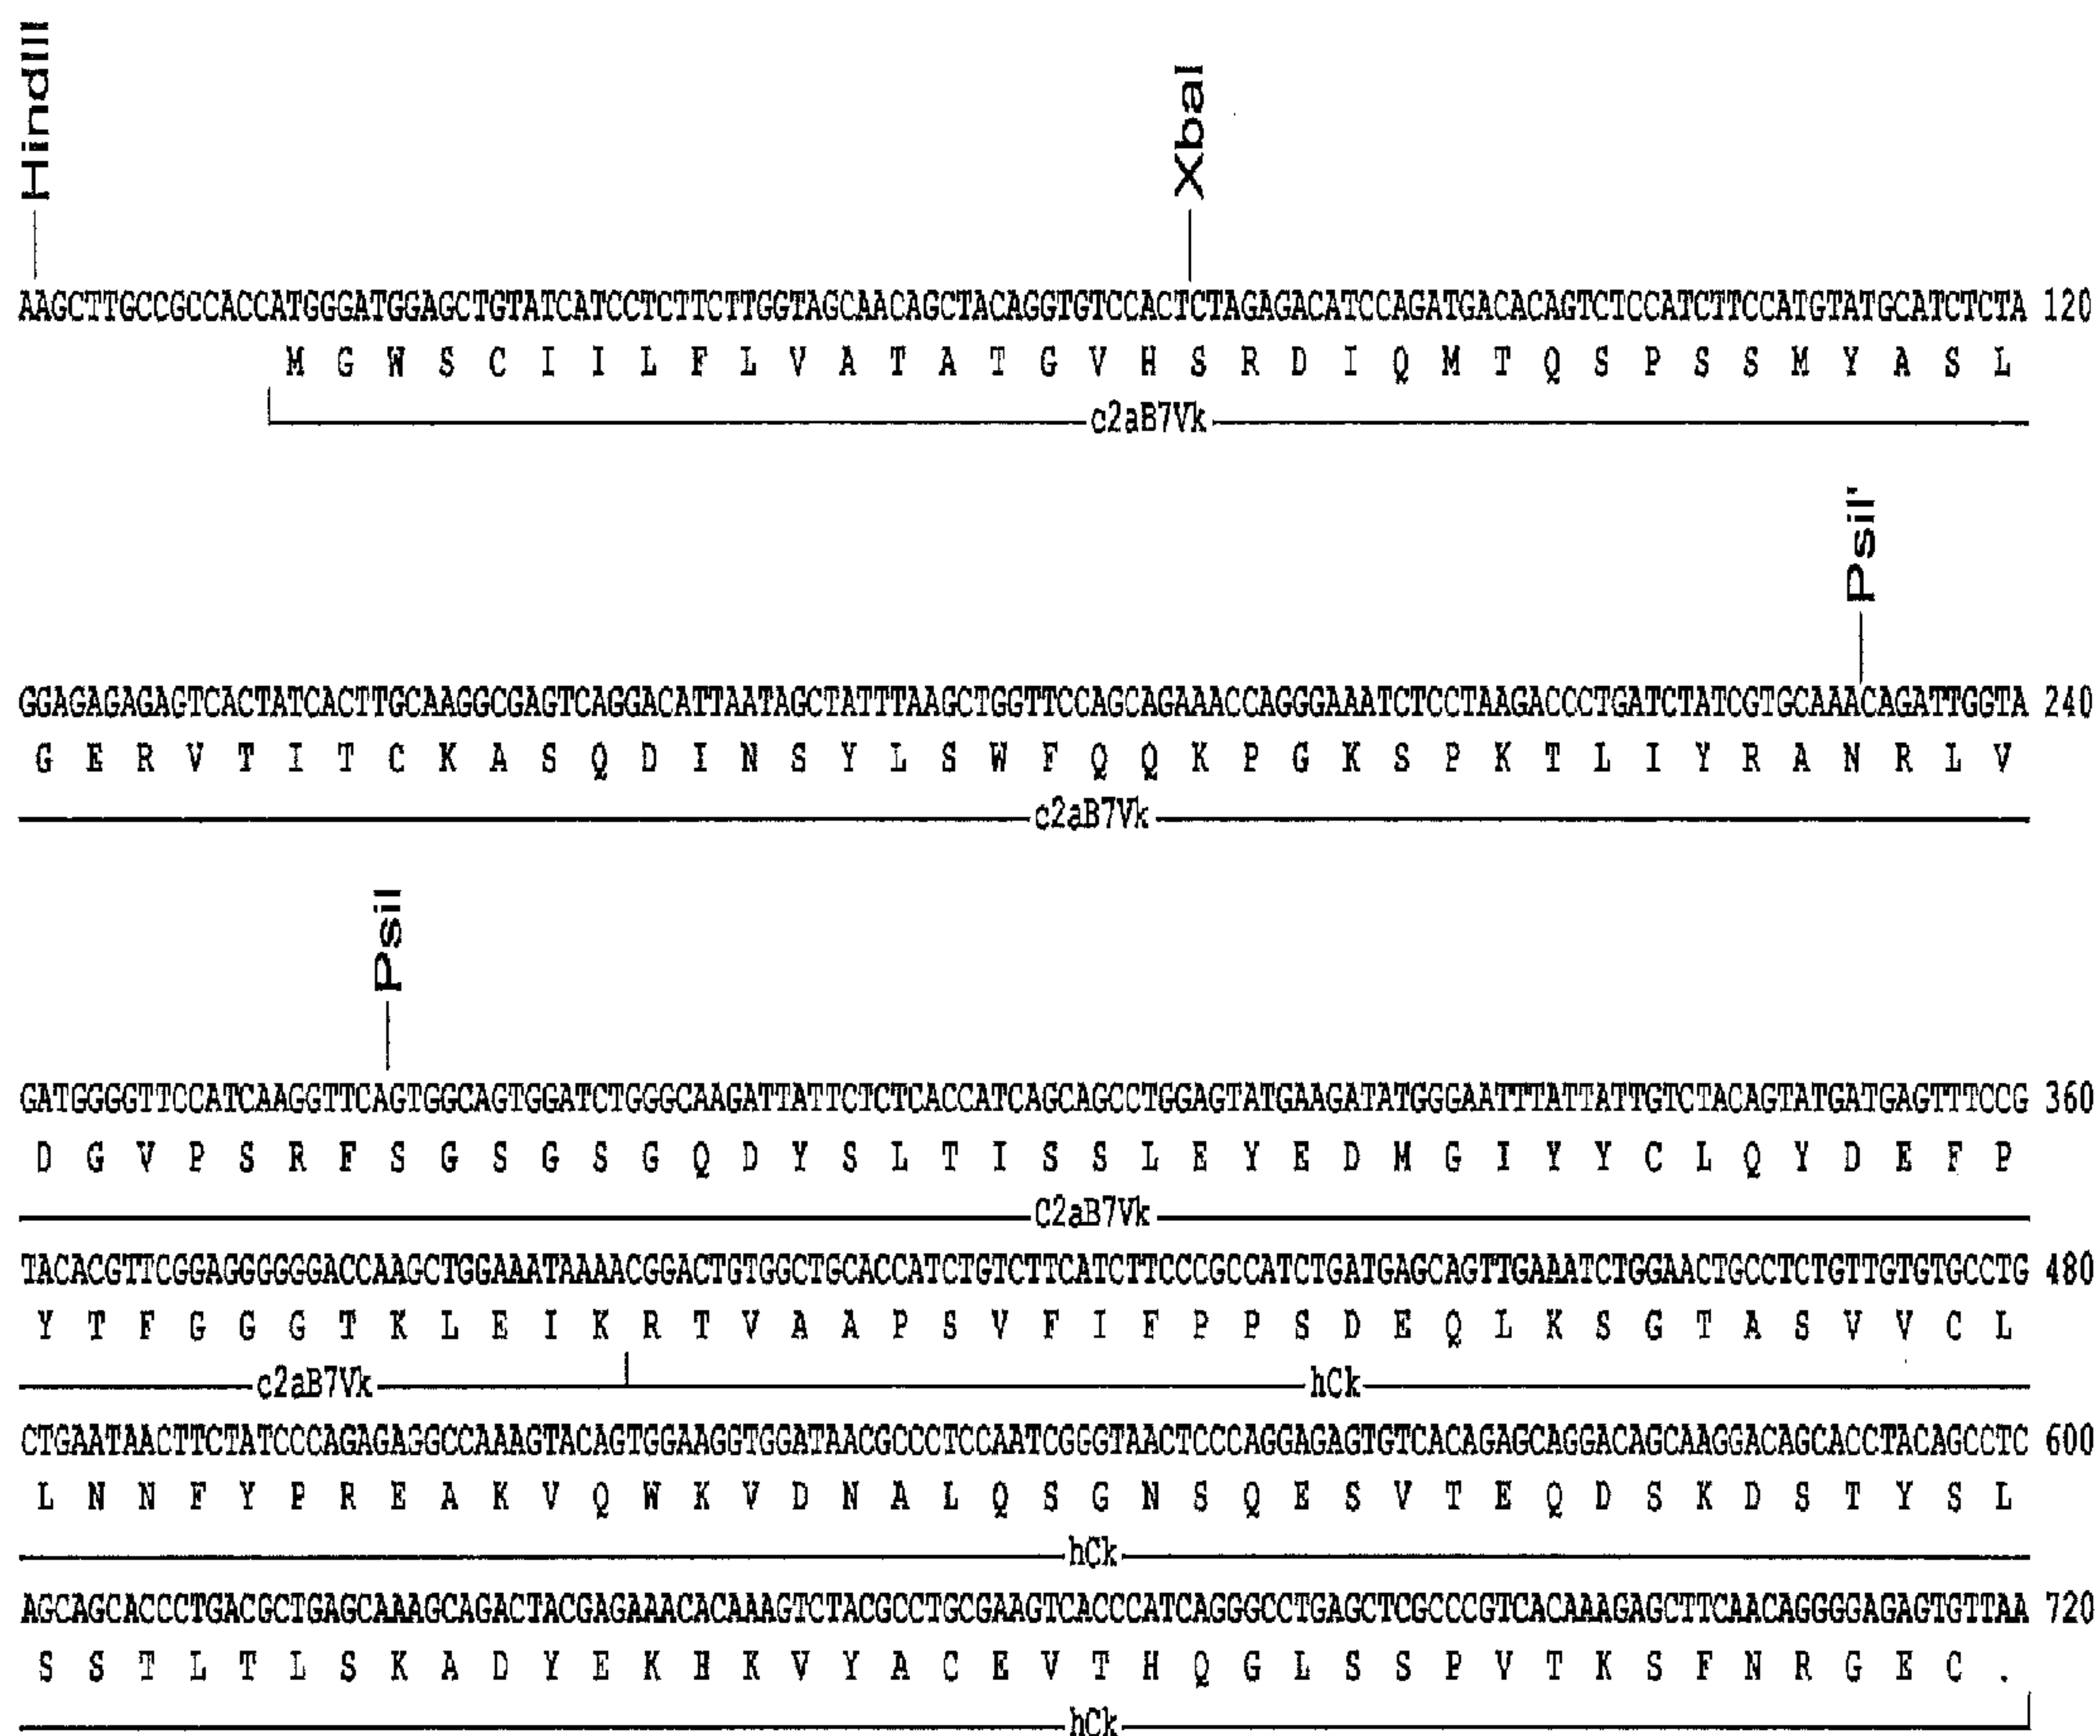 HindIII
XbaI
AAGCTTGCCGCCACCATGGGATGGAGCTGTATCATCCTCTTCTTGGTAGCAACAGCTACAGGTGTCCACTCTAGAGACATCCAGATGACACAGTCTCCATCTTCCATGTATGCATCTCTA 120
M G W S C I I L F L V A T A T G V H S R D I Q M T Q S P S S M Y A S L
c2aB7Vk
PsiI'
GGAGAGAGAGTCACTATCACTTGCAAGGCGAGTCAGGACATTAATAGCTATTTAAGCTGGTTCCAGCAGAAACCAGGGAAATCTCCTAAGACCCTGATCTATCGTGCAAACAGATTGGTA 240
G E R V T I T C K A S Q D I N S Y L S W F Q Q K P G K S P K T L I Y R A N R L V
c2aB7Vk
PsiI
GATGGGGTTCCATCAAGGTTCAGTGGCAGTGGATCTGGGCAAGATTATTCTCTCACCATCAGCAGCCTGGAGTATGAAGATATGGGAATTTATTATTGTCTACAGTATGATGAGTTTCCG 360
D G V P S R F S G S G S G Q D Y S L T I S S L E Y E D M G I Y Y C L Q Y D E F P
C2aB7Vk
TACACGTTCGGAGGGGGGACCAAGCTGGAAATAAAACGGACTGTGGCTGCACCATCTGTCTTCATCTTCCCGCCATCTGATGAGCAGTTGAAATCTGGAACTGCCTCTGTTGTGTGCCTG 480
Y T F G G G T K L E I K R T V A A P S V F I F P P S D E Q L K S G T A S V V C L
c2aB7Vk hCk
CTGAATAACTTCTATCCCAGAGAGGCCAAAGTACAGTGGAAGGTGGATAACGCCCTCCAATCGGGTAACTCCCAGGAGAGTGTCACAGAGCAGGACAGCAAGGACAGCACCTACAGCCTC 600
L N N F Y P R E A K V Q W K V D N A L Q S G N S Q E S V T E Q D S K D S T Y S L
hCk
AGCAGCACCCTGACGCTGAGCAAAGCAGACTACGAGAAACACAAAGTCTACGCCTGCGAAGTCACCCATCAGGGCCTGAGCTCGCCCGTCACAAAGAGCTTCAACAGGGGAGAGTGTTAA 720
S S T L T L S K A D Y E K H K V Y A C E V T H Q G L S S P V T K S F N R G E C .
hCk